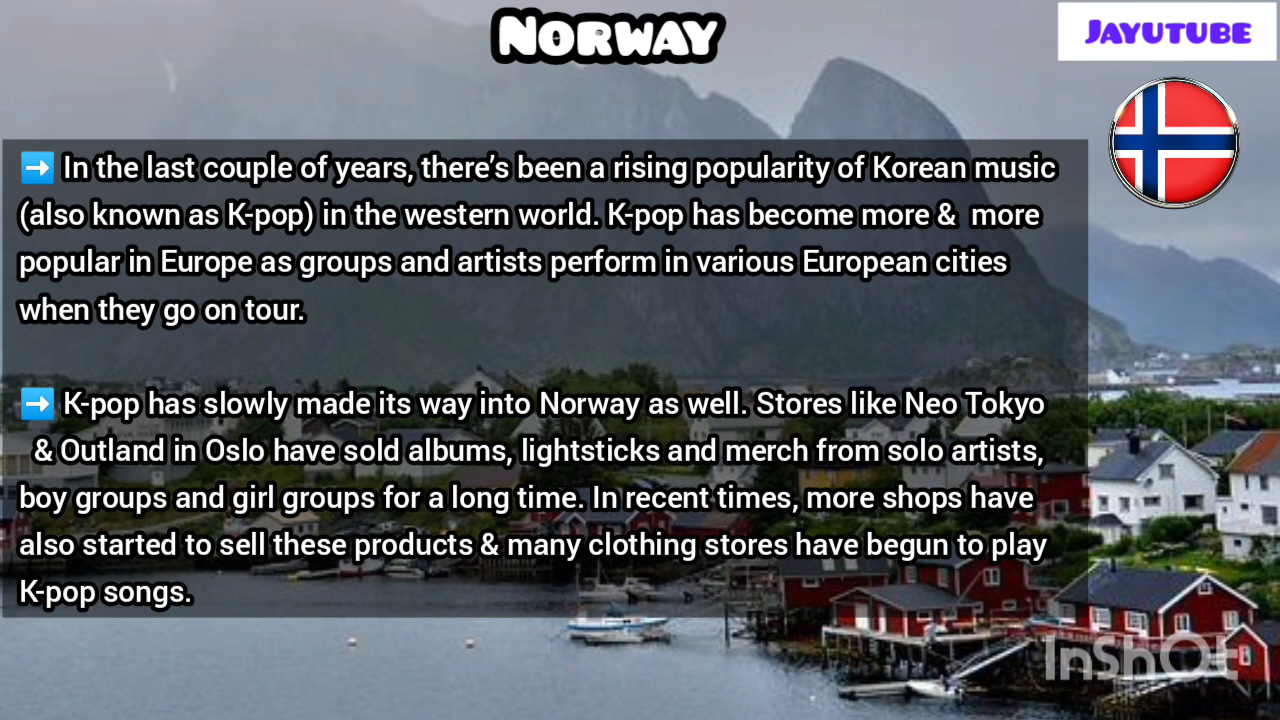 NORWAY
JAYUTUBE
➡️ In the last couple of years, there's been a rising popularity of Korean music
(also known as K-pop) in the western world. K-pop has become more & more
popular in Europe as groups and artists perform in various European cities
when they go on tour.
➡️ K-pop has slowly made its way into Norway as well. Stores like Neo Tokyo
& Outland in Oslo have sold albums, lightsticks and merch from solo artists,
boy groups and girl groups for a long time. In recent times, more shops have
also started to sell these products & many clothing stores have begun to play
K-pop songs.
InShOt